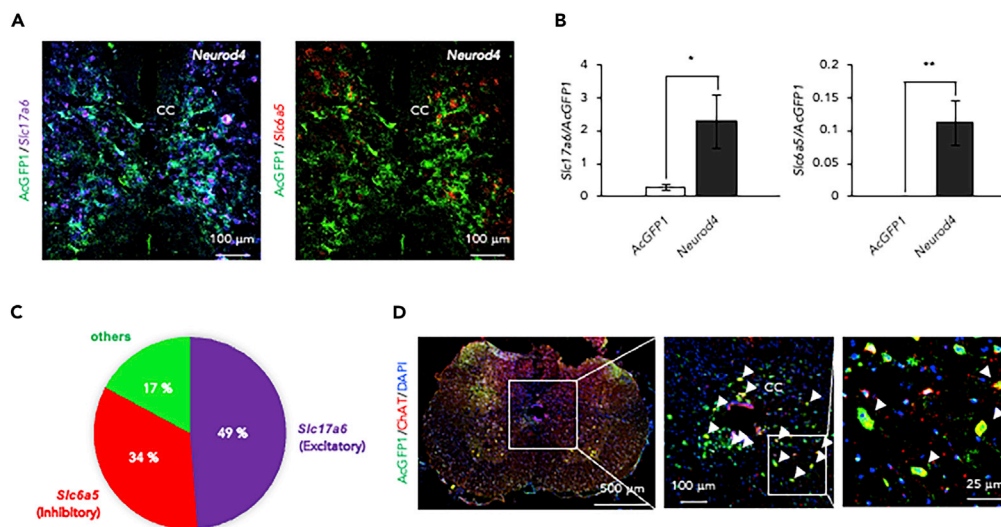 A
AcGFP1/Slc17a6
Neurod4
CC
100 μm
AcGFP1/Slc6a5
Neurod4
CC
100 μm
B
Slc17a6/AcGFP1
4
3
2
1
0
*
AcGFP1
Neurod4
Slc6a5/AcGFP1
0.2
0.15
0.1
0.05
0
**
AcGFP1
Neurod4
C
others
17 %
49 %
34 %
Slc17a6
(Excitatory)
Slc6a5
(Inhibitory)
D
AcGFP1/ChAT/DAPI
500 μm
CC
100 μm
25 μm